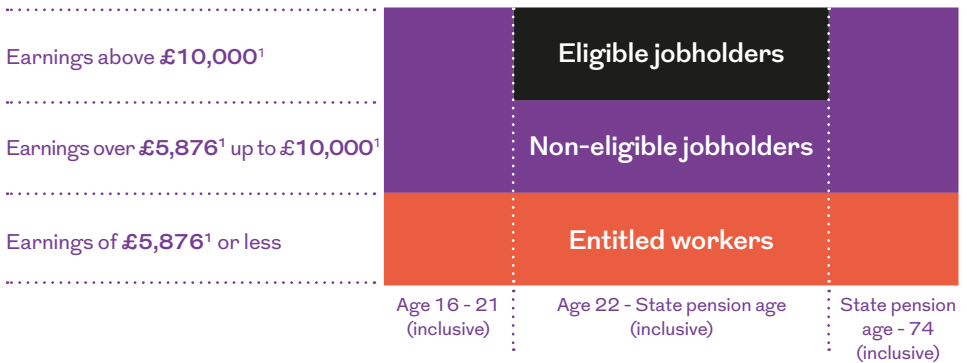 Earnings above £10,000¹
Eligible jobholders
Earnings over £5,876¹ up to £10,000¹
Non-eligible jobholders
Earnings of £5,876¹ or less
Entitled workers
Age 16 - 21
(inclusive)
Age 22 - State pension age
(inclusive)
State pension
age - 74
(inclusive)